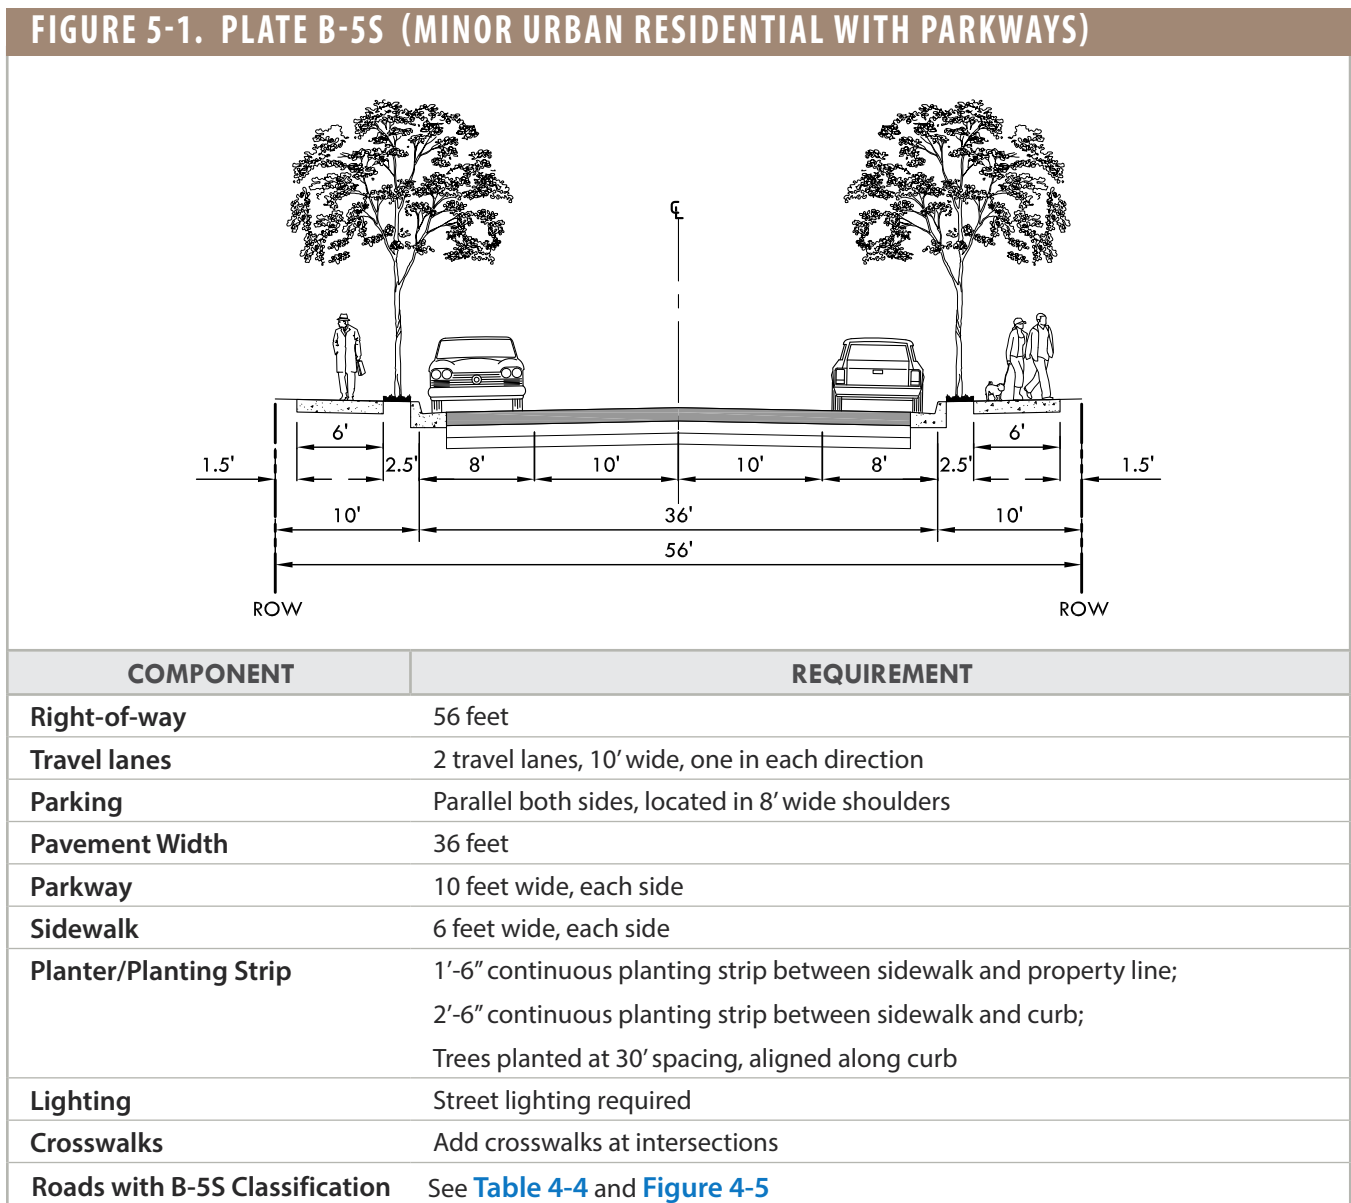 FIGURE 5-1. PLATE B-5S (MINOR URBAN RESIDENTIAL WITH PARKWAYS)
℄
6' 6'
1.5' 2.5' 8' 10' 10' 8' 2.5' 1.5'
10' 36' 10'
56'
ROW ROW
COMPONENT REQUIREMENT
Right-of-way 56 feet
Travel lanes 2 travel lanes, 10' wide, one in each direction
Parking Parallel both sides, located in 8' wide shoulders
Pavement Width 36 feet
Parkway 10 feet wide, each side
Sidewalk 6 feet wide, each side
Planter/Planting Strip 1'-6" continuous planting strip between sidewalk and property line;
2'-6" continuous planting strip between sidewalk and curb;
Trees planted at 30' spacing, aligned along curb
Lighting Street lighting required
Crosswalks Add crosswalks at intersections
Roads with B-5S Classification See Table 4-4 and Figure 4-5